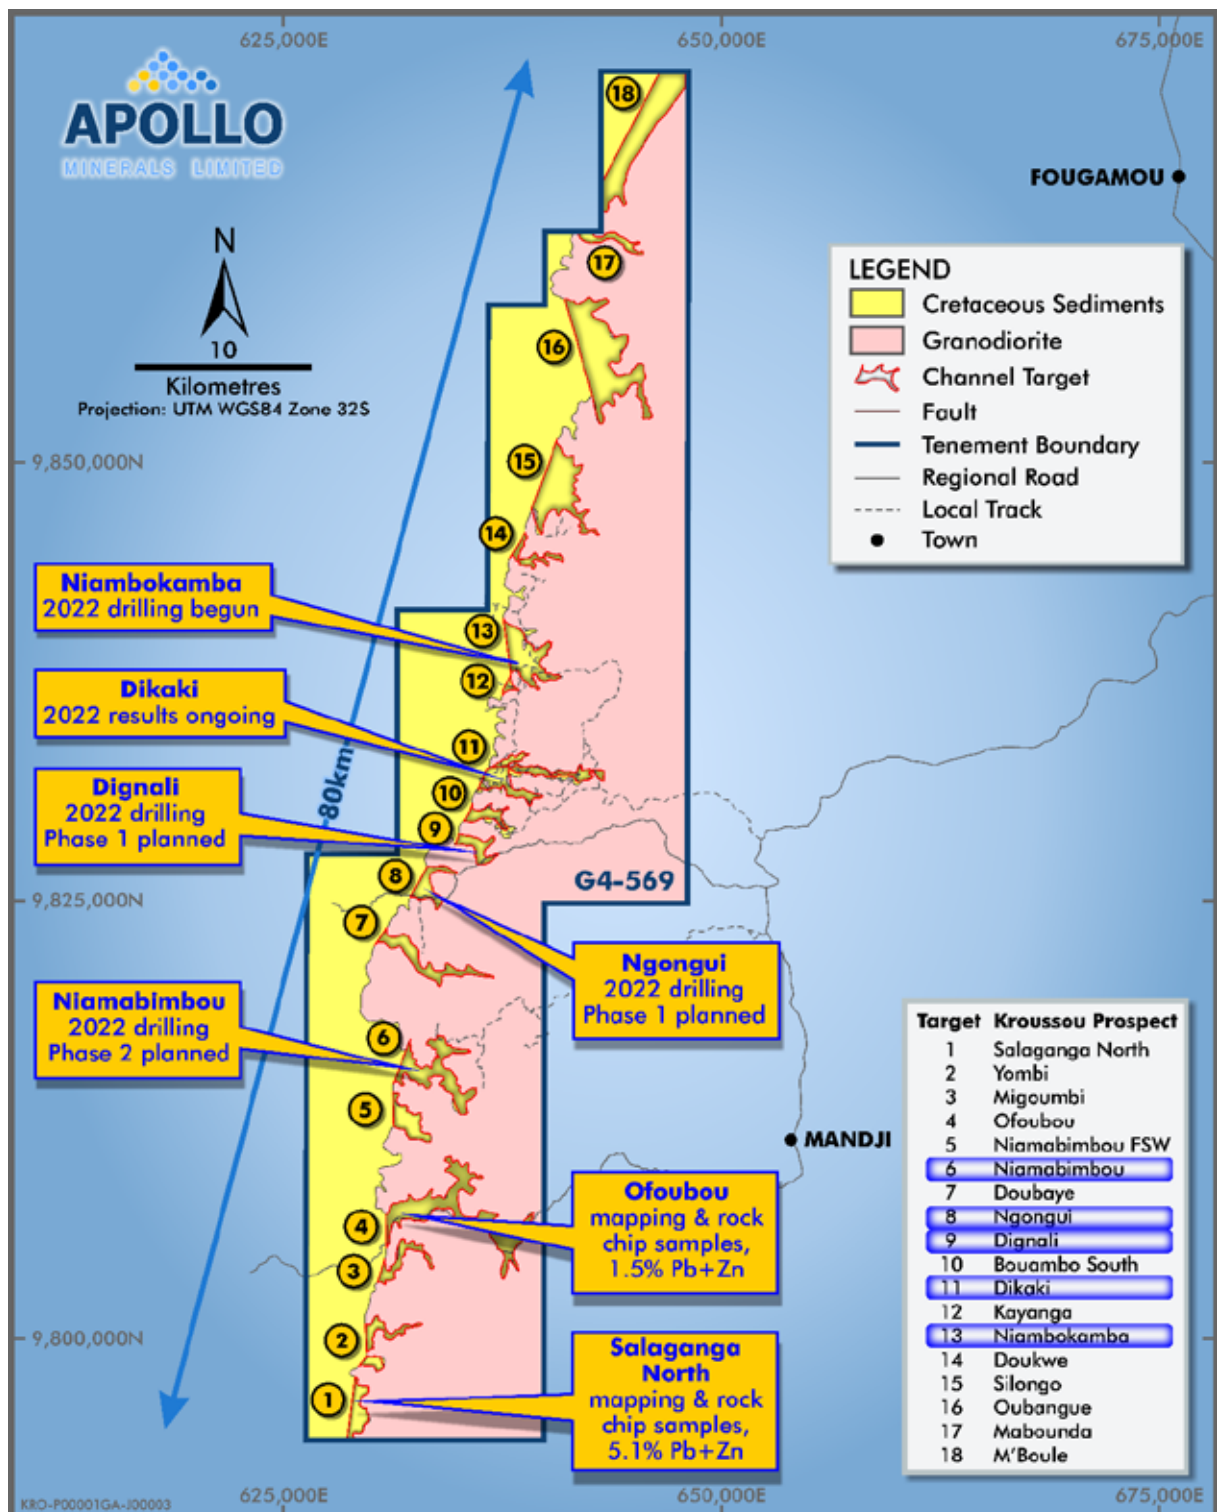 625,000E 650,000E 675,000E
APOLLO
MINERALS LIMITED
18
FOUGAMOU
N
10
Kilometres
Projection: UTM WGS84 Zone 32S
17
LEGEND
Cretaceous Sediments
Granodiorite
Channel Target
Fault
Tenement Boundary
Regional Road
Local Track
Town
16
9,850,000N
15
14
Niambokamba
2022 drilling begun
13
12
Dikaki
2022 results ongoing
11
80km
Dignali
2022 drilling
Phase 1 planned
10
9
8
G4-569
9,825,000N
7
Ngongui
2022 drilling
Phase 1 planned
Niamabimbou
2022 drilling
Phase 2 planned
6
5
MANDJI
Ofoubou
mapping & rock
chip samples,
1.5% Pb+Zn
4
3
9,800,000N
2
Salaganga
North
mapping & rock
chip samples,
5.1% Pb+Zn
1
Target Kroussou Prospect
1 Salaganga North
2 Yombi
3 Migoumbi
4 Ofoubou
5 Niamabimbou FSW
6 Niamabimbou
7 Doubaye
8 Ngongui
9 Dignali
10 Bouambo South
11 Dikaki
12 Kayanga
13 Niambokamba
14 Doukwe
15 Silongo
16 Oubangue
17 Mabounda
18 M'Boule
KRO-P00001GA-J00003
625,000E 650,000E 675,000E